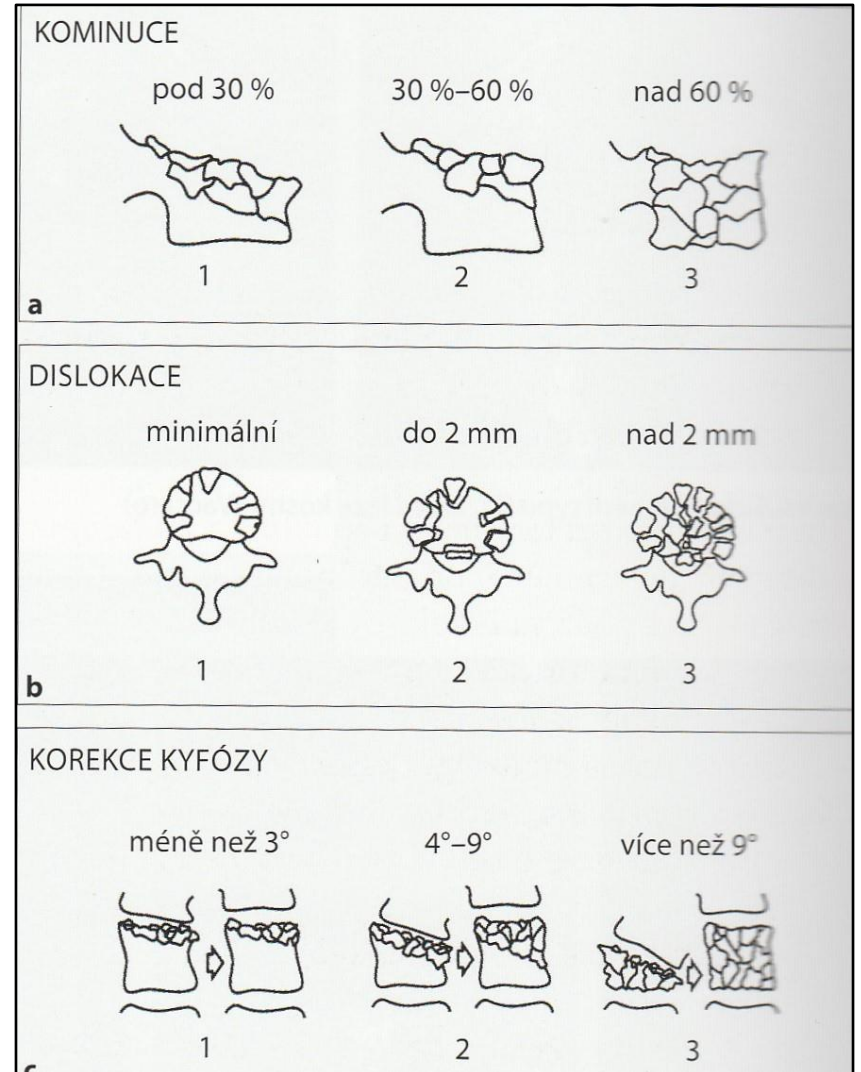 KOMINUCE
pod 30 % 30 %–60 % nad 60 %
1 2 3
a
DISLOKACE
minimální do 2 mm nad 2 mm
1 2 3
b
KOREKCE KYFÓZY
méně než 3° 4°–9° více než 9°
1 2 3
c